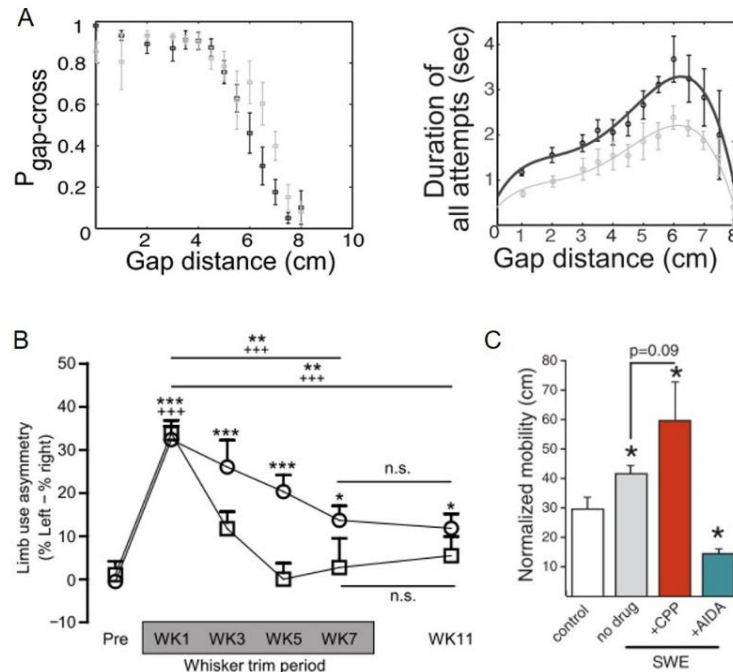 A
P gap-cross
1
0.8
0.6
0.4
0.2
0
0 2 4 6 8 10
Gap distance (cm)
Duration of
all attempts (sec)
4
3
2
1
0
0 1 2 3 4 5 6 7 8
Gap distance (cm)
B
Limb use asymmetry
(% Left – % right)
50
40
30
20
10
0
−10
**
+++
**
+++
***
+++
***
***
*
*
n.s.
n.s.
Pre WK1 WK3 WK5 WK7 WK11
Whisker trim period
C
Normalized mobility (cm)
80
70
60
50
40
30
20
10
p=0.09
*
*
*
control no drug +CPP +AIDA
SWE